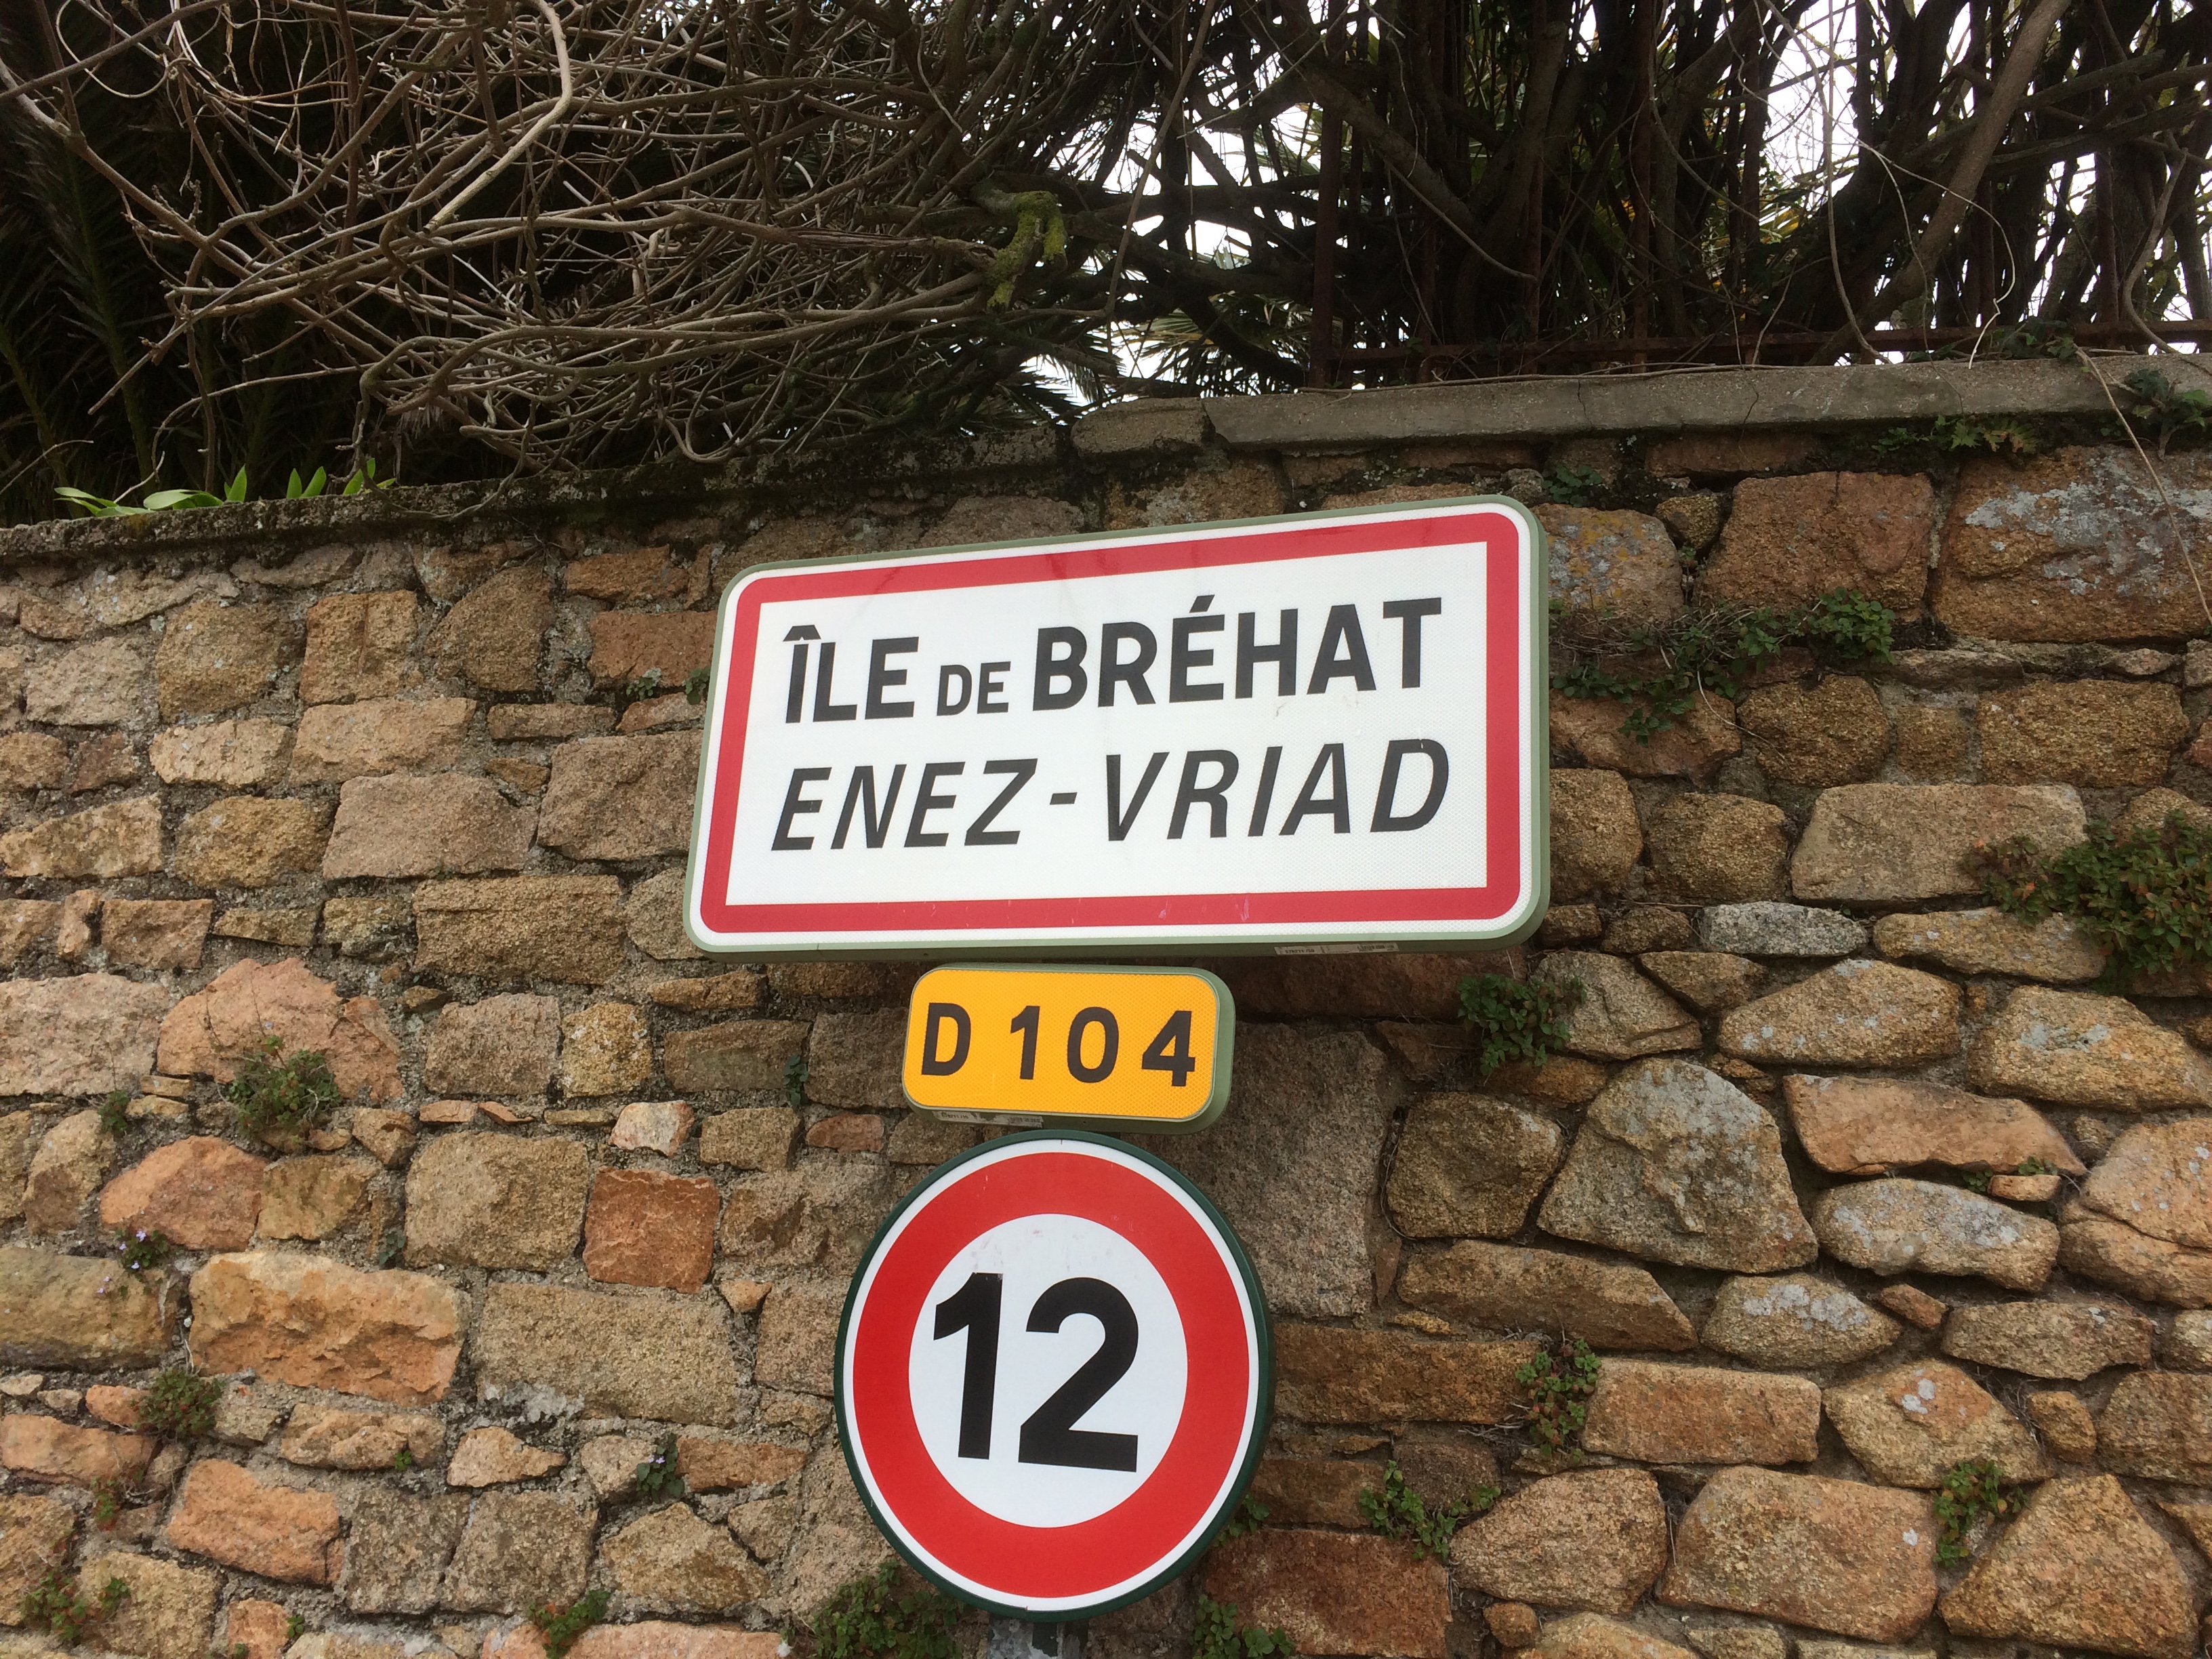 ÎLE DE BRÉHAT
ENEZ-VRIAD
D 104
12